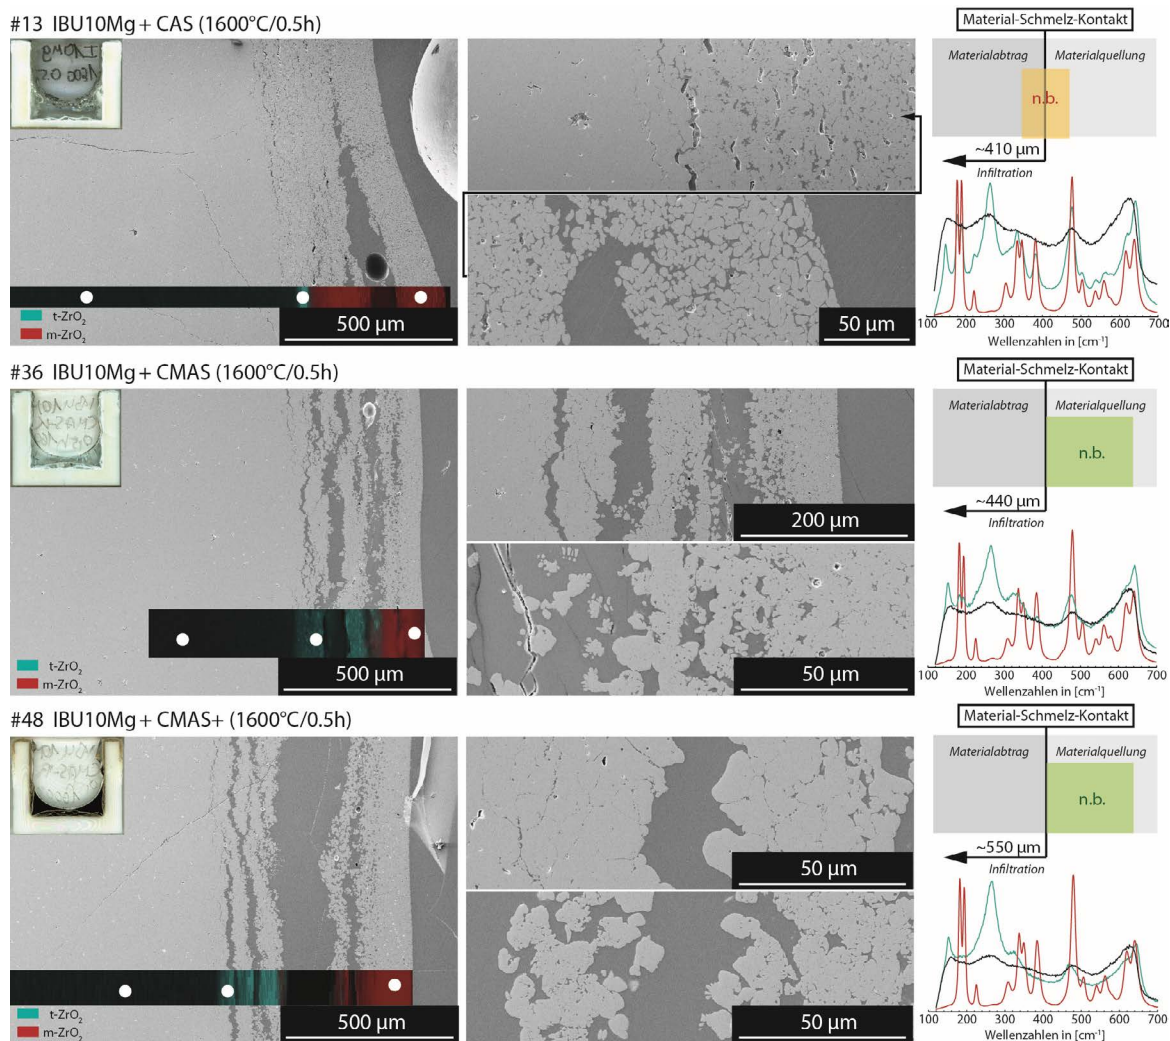 #13 IBU10Mg + CAS (1600°C/0.5h)
t-ZrO₂
m-ZrO₂
500 µm
50 µm
Material-Schmelz-Kontakt
Materialabtrag
Materialquellung
n.b.
~410 µm
Infiltration
100 200 300 400 500 600 700
Wellenzahlen in [cm⁻¹]
#36 IBU10Mg + CMAS (1600°C/0.5h)
t-ZrO₂
m-ZrO₂
500 µm
200 µm
50 µm
Material-Schmelz-Kontakt
Materialabtrag
Materialquellung
n.b.
~440 µm
Infiltration
100 200 300 400 500 600 700
Wellenzahlen in [cm⁻¹]
#48 IBU10Mg + CMAS+ (1600°C/0.5h)
t-ZrO₂
m-ZrO₂
500 µm
50 µm
50 µm
Material-Schmelz-Kontakt
Materialabtrag
Materialquellung
n.b.
~550 µm
Infiltration
100 200 300 400 500 600 700
Wellenzahlen in [cm⁻¹]